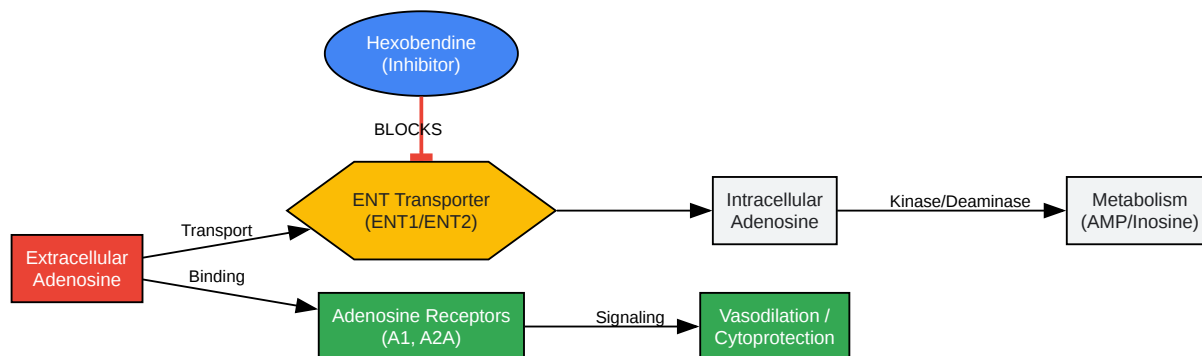 Hexobendine
(Inhibitor)
BLOCKS
ENT Transporter
(ENT1/ENT2)
Intracellular
Adenosine
Kinase/Deaminase
Metabolism
(AMP/Inosine)
Transport
Extracellular
Adenosine
Binding
Adenosine Receptors
(A1, A2A)
Signaling
Vasodilation /
Cytoprotection